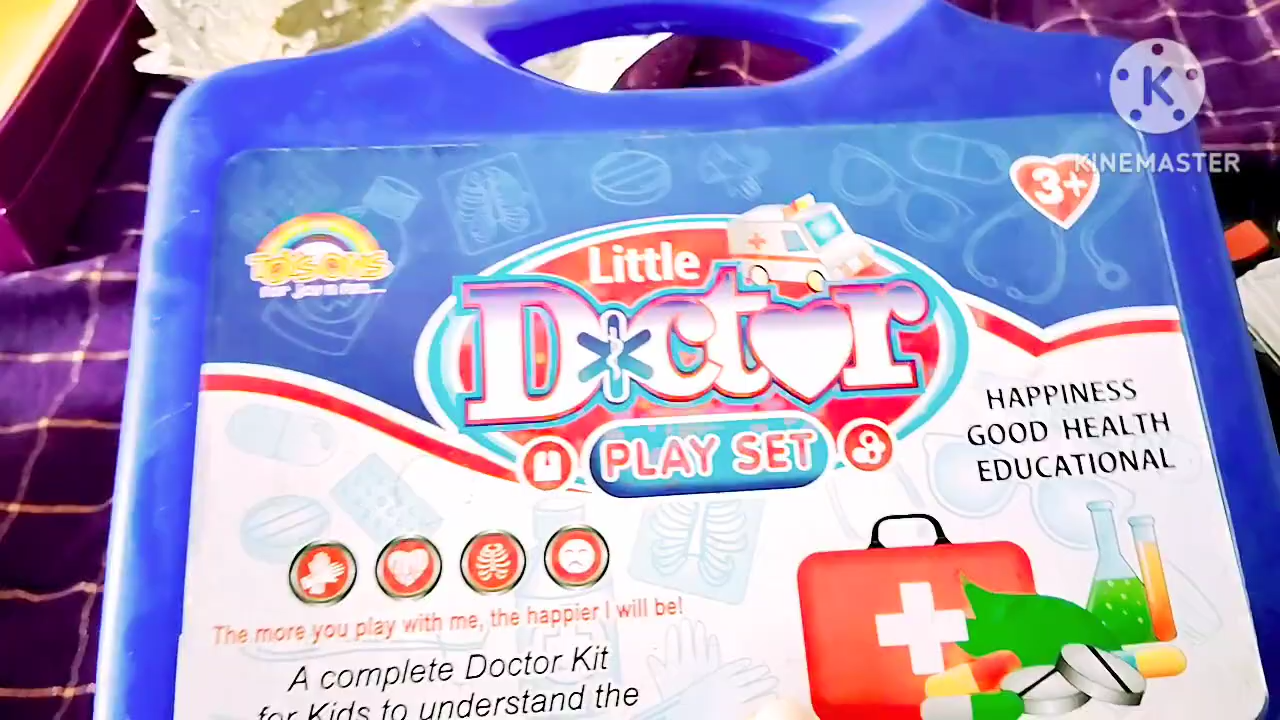 KINEMASTER
3+
Little
Doctor
PLAY SET
HAPPINESS
GOOD HEALTH
EDUCATIONAL
The more you play with me, the happier I will be!
A complete Doctor Kit
for Kids to understand the